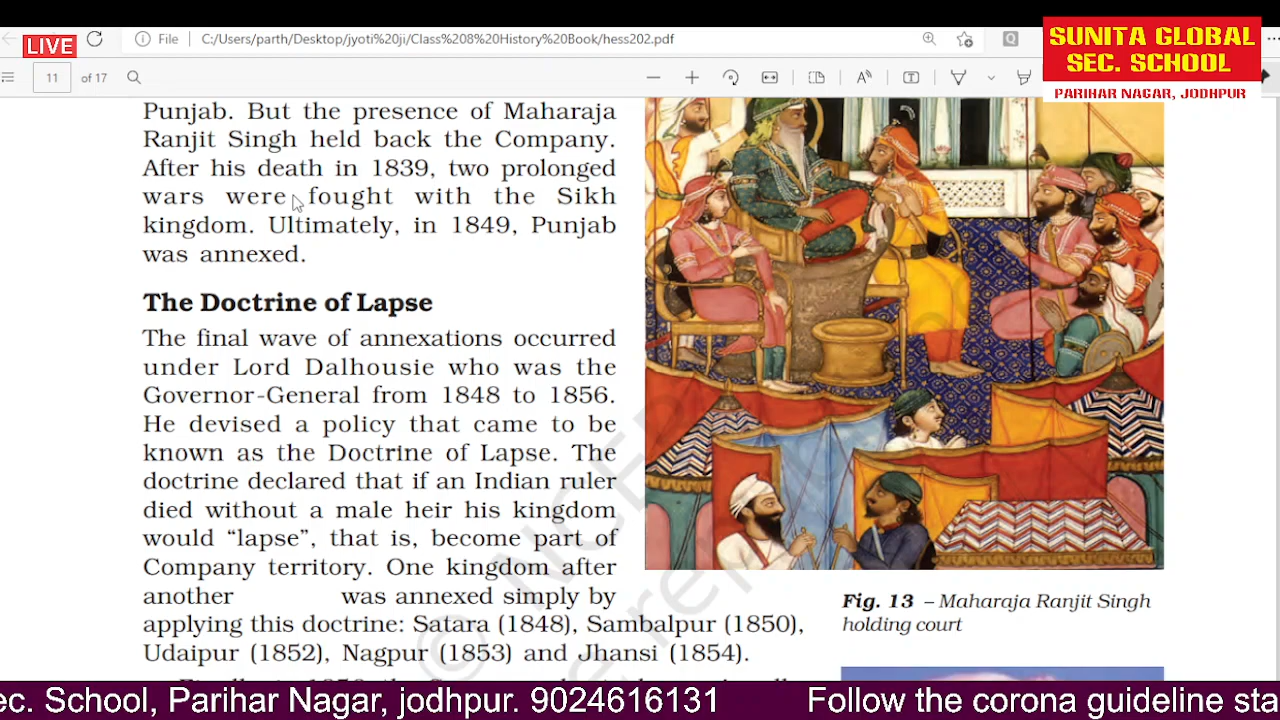 LIVE
File
C:/Users/parth/Desktop/jyoti%20ji/Class%208%20History%20Book/hess202.pdf
SUNITA GLOBAL
SEC. SCHOOL
PARIHAR NAGAR, JODHPUR
11 of 17
Punjab. But the presence of Maharaja
Ranjit Singh held back the Company.
After his death in 1839, two prolonged
wars were fought with the Sikh
kingdom. Ultimately, in 1849, Punjab
was annexed.
The Doctrine of Lapse
The final wave of annexations occurred
under Lord Dalhousie who was the
Governor-General from 1848 to 1856.
He devised a policy that came to be
known as the Doctrine of Lapse. The
doctrine declared that if an Indian ruler
died without a male heir his kingdom
would “lapse”, that is, become part of
Company territory. One kingdom after
another was annexed simply by
applying this doctrine: Satara (1848), Sambalpur (1850),
Udaipur (1852), Nagpur (1853) and Jhansi (1854).
Fig. 13 – Maharaja Ranjit Singh
holding court
© NCE
ec. School, Parihar Nagar, jodhpur. 9024616131 Follow the corona guideline sta